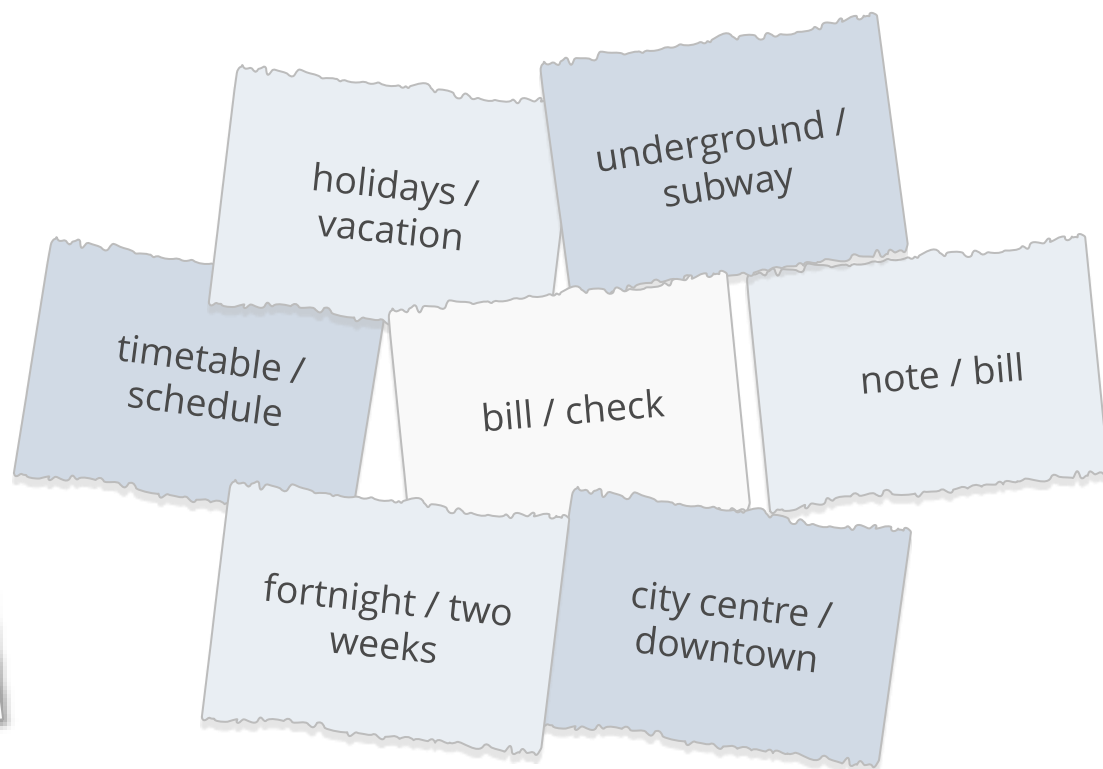 holidays /
vacation
underground /
subway
timetable /
schedule
bill / check
note / bill
fortnight / two
weeks
city centre /
downtown